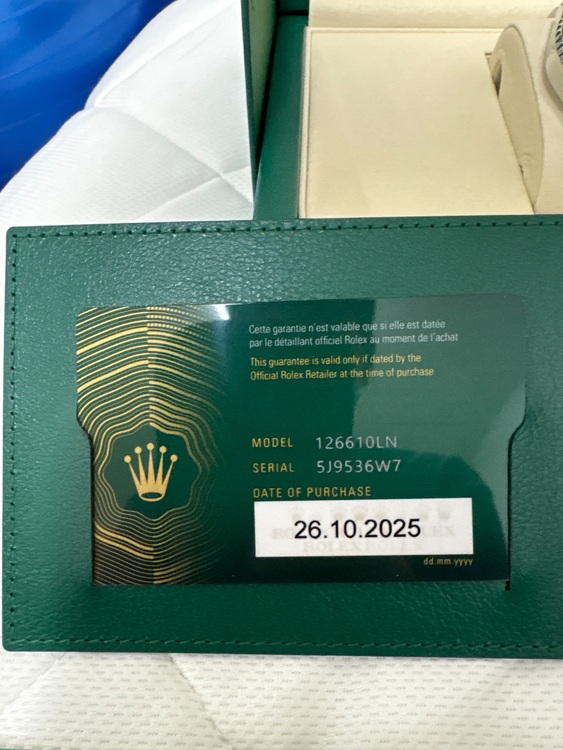 Cette garantie n'est valable que si elle est datée
par le détaillant officiel Rolex au moment de l'achat
This guarantee is valid only if dated by the
Official Rolex Retailer at the time of purchase
MODEL 126610LN
SERIAL 5J9536W7
DATE OF PURCHASE
26.10.2025
ROLEX
dd.mm.yyyy